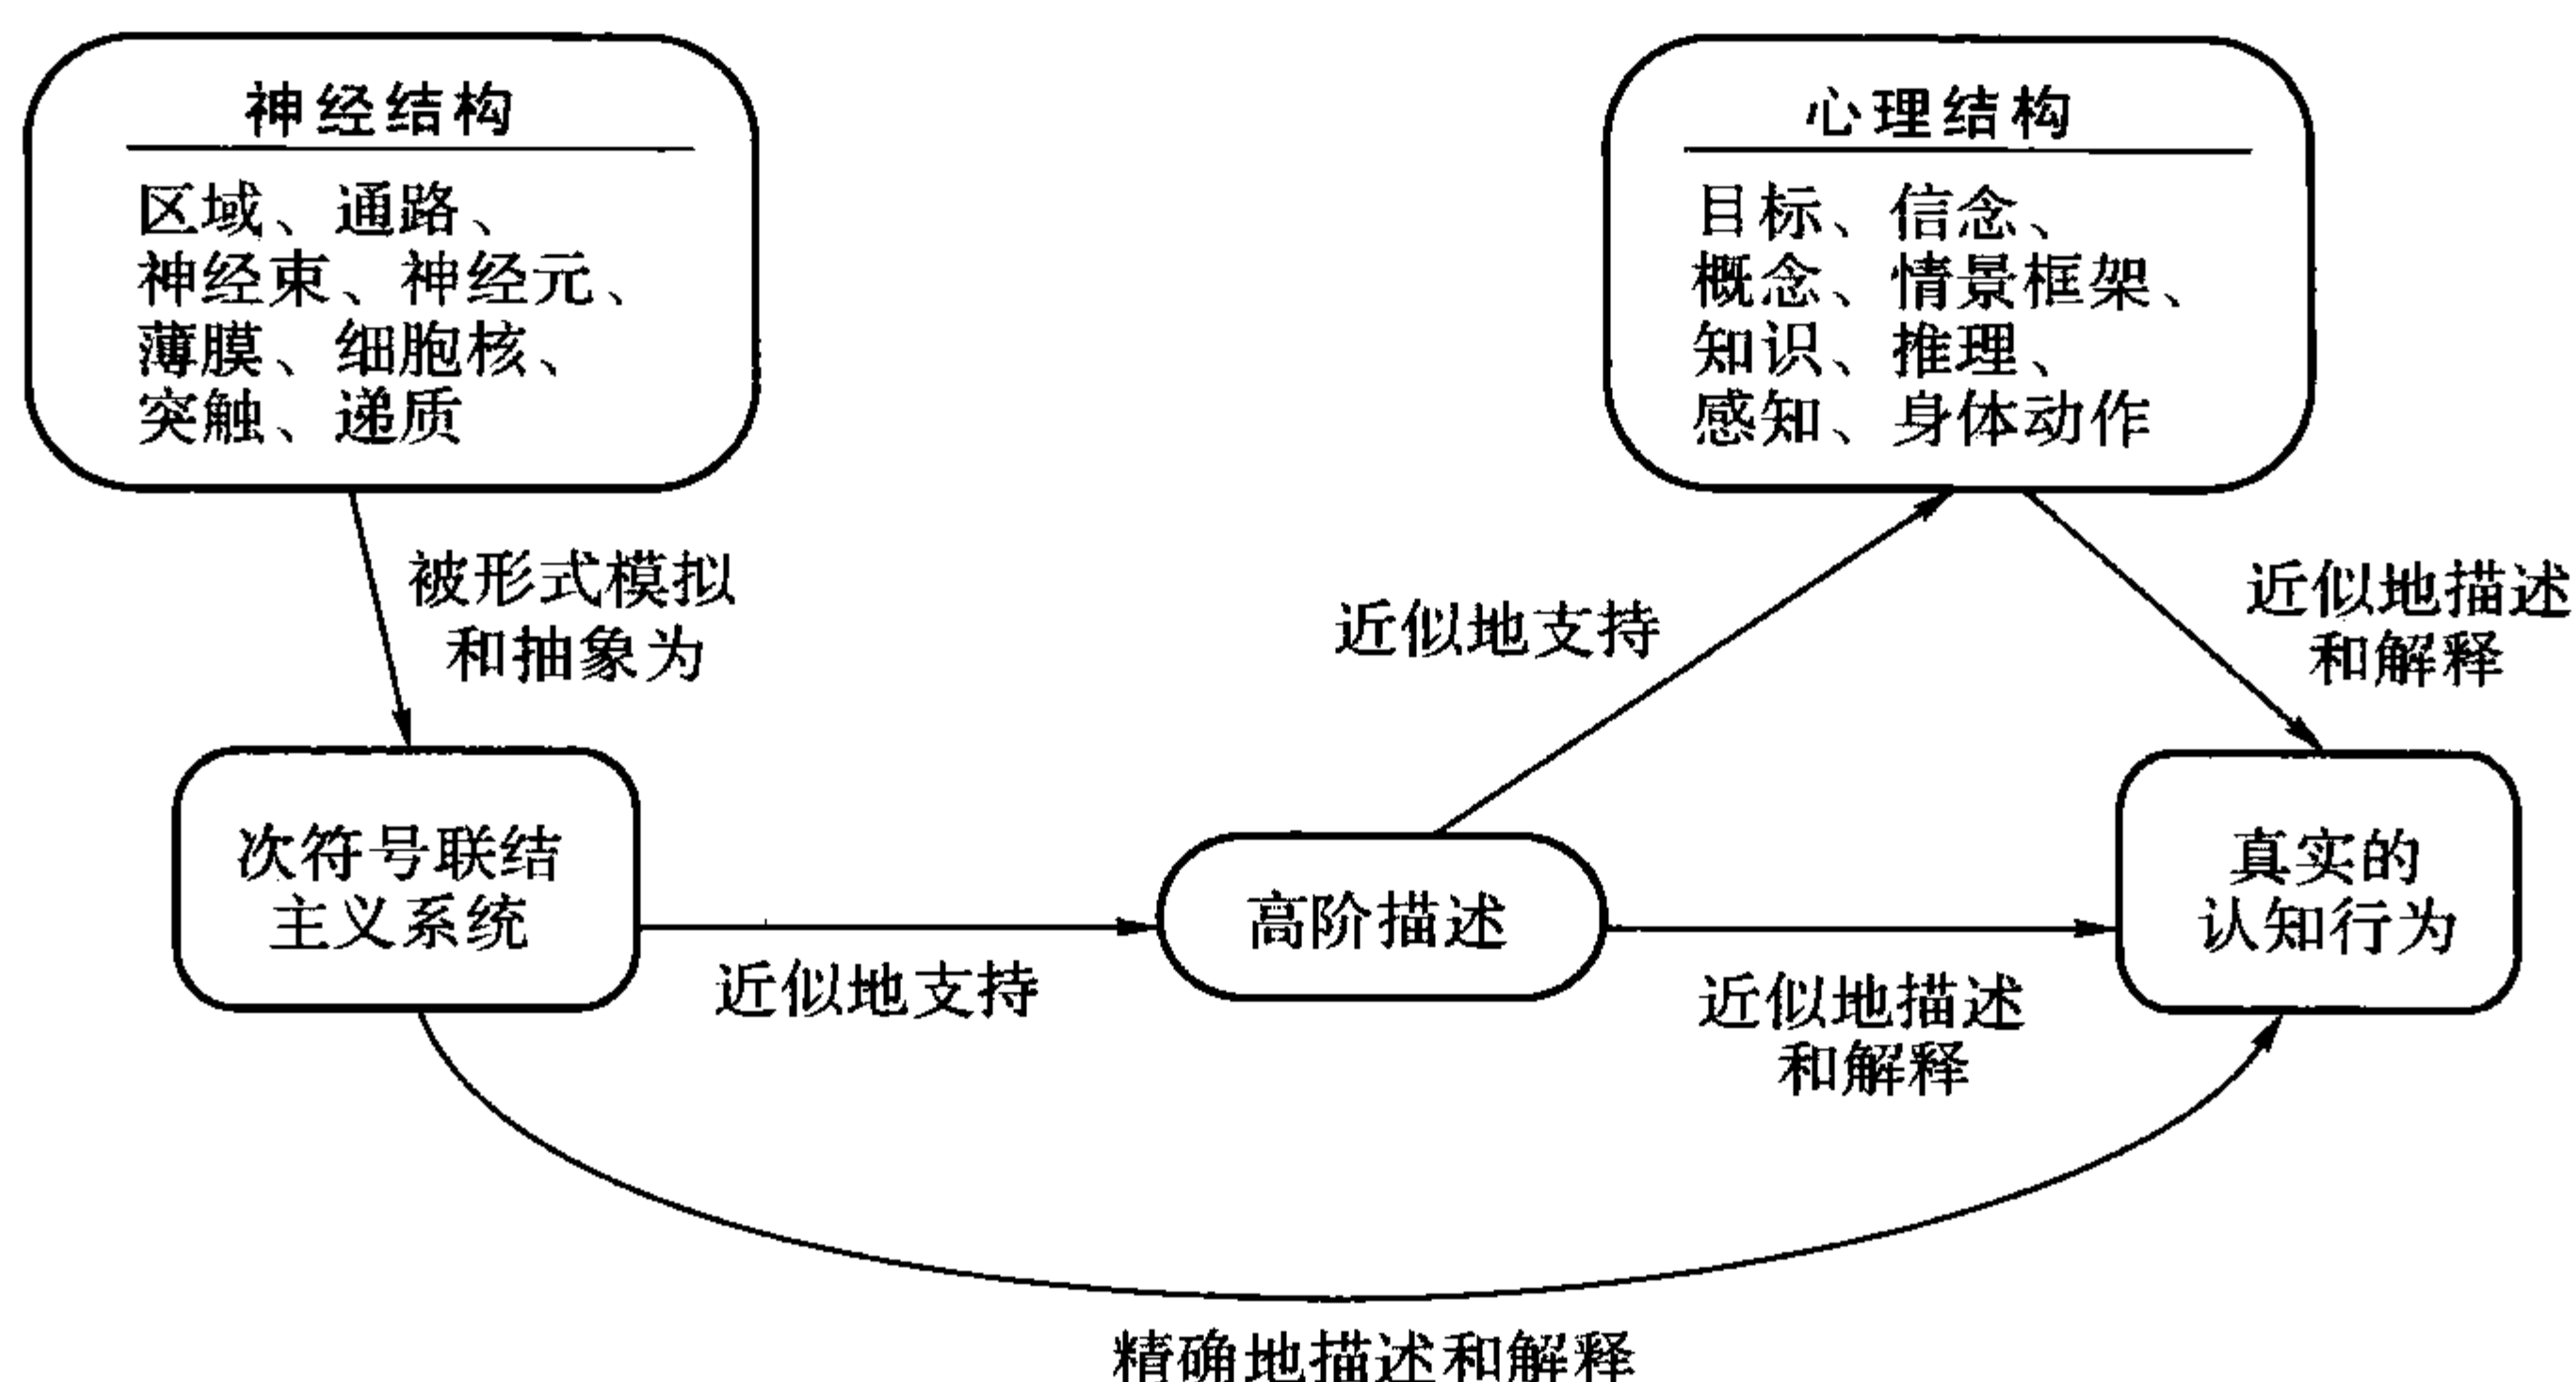 神经结构
区域、通路、
神经束、神经元、
薄膜、细胞核、
突触、递质
心理结构
目标、信念、
概念、情景框架、
知识、推理、
感知、身体动作
被形式模拟
和抽象为
近似地支持
近似地描述
和解释
次符号联结
主义系统
近似地支持
高阶描述
近似地描述
和解释
真实的
认知行为
精确地描述和解释